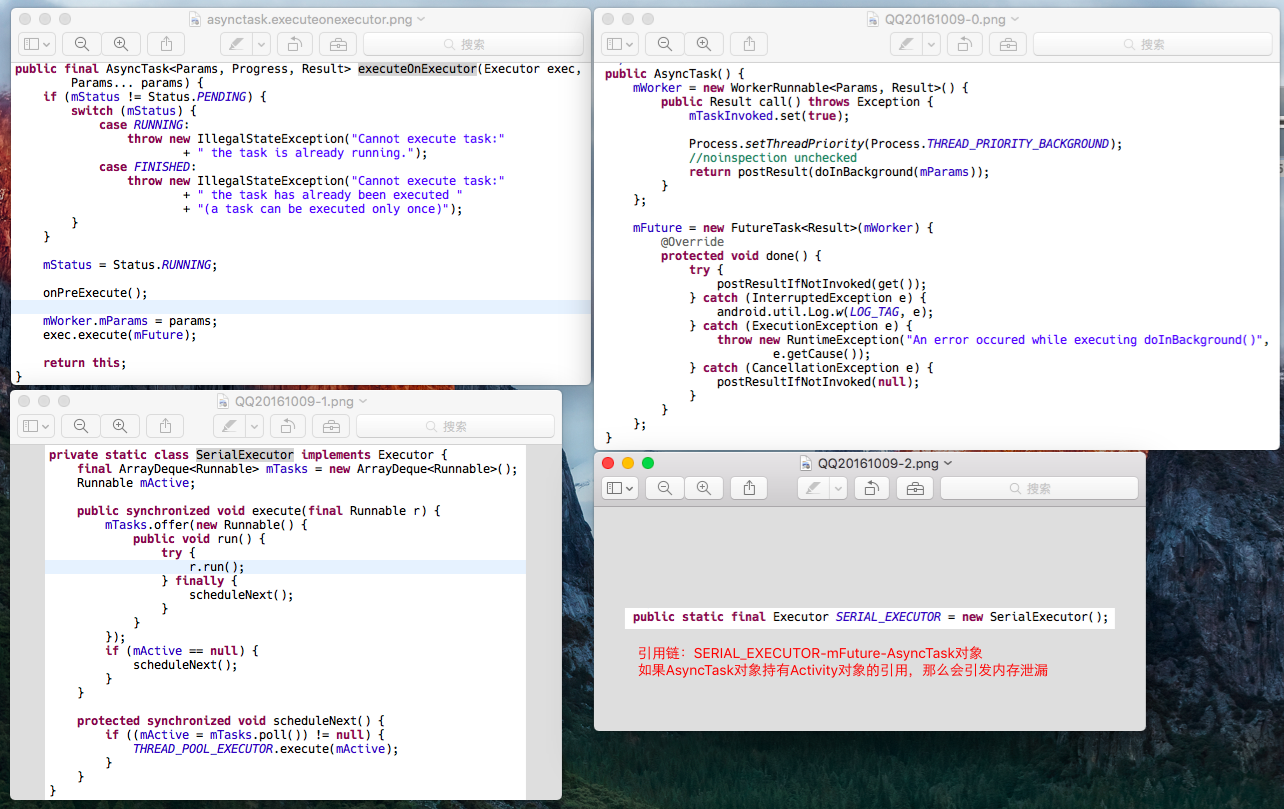 asynctask.executeonexecutor.png
搜索
public final AsyncTask<Params, Progress, Result> executeOnExecutor(Executor exec,
        Params... params) {
    if (mStatus != Status.PENDING) {
        switch (mStatus) {
            case RUNNING:
                throw new IllegalStateException("Cannot execute task:"
                        + " the task is already running.");
            case FINISHED:
                throw new IllegalStateException("Cannot execute task:"
                        + " the task has already been executed "
                        + "(a task can be executed only once)");
        }
    }
    mStatus = Status.RUNNING;
    onPreExecute();
    mWorker.mParams = params;
    exec.execute(mFuture);
    return this;
}
QQ20161009-0.png
搜索
public AsyncTask() {
    mWorker = new WorkerRunnable<Params, Result>() {
        public Result call() throws Exception {
            mTaskInvoked.set(true);
            Process.setThreadPriority(Process.THREAD_PRIORITY_BACKGROUND);
            //noinspection unchecked
            return postResult(doInBackground(mParams));
        }
    };
    mFuture = new FutureTask<Result>(mWorker) {
        @Override
        protected void done() {
            try {
                postResultIfNotInvoked(get());
            } catch (InterruptedException e) {
                android.util.Log.w(LOG_TAG, e);
            } catch (ExecutionException e) {
                throw new RuntimeException("An error occured while executing doInBackground()",
                        e.getCause());
            } catch (CancellationException e) {
                postResultIfNotInvoked(null);
            }
        }
    };
}
QQ20161009-1.png
搜索
private static class SerialExecutor implements Executor {
    final ArrayDeque<Runnable> mTasks = new ArrayDeque<Runnable>();
    Runnable mActive;
    public synchronized void execute(final Runnable r) {
        mTasks.offer(new Runnable() {
            public void run() {
                try {
                    r.run();
                } finally {
                    scheduleNext();
                }
            }
        });
        if (mActive == null) {
            scheduleNext();
        }
    }
    protected synchronized void scheduleNext() {
        if ((mActive = mTasks.poll()) != null) {
            THREAD_POOL_EXECUTOR.execute(mActive);
        }
    }
}
QQ20161009-2.png
搜索
public static final Executor SERIAL_EXECUTOR = new SerialExecutor();
引用链：SERIAL_EXECUTOR-mFuture-AsyncTask对象
如果AsyncTask对象持有Activity对象的引用，那么会引发内存泄漏